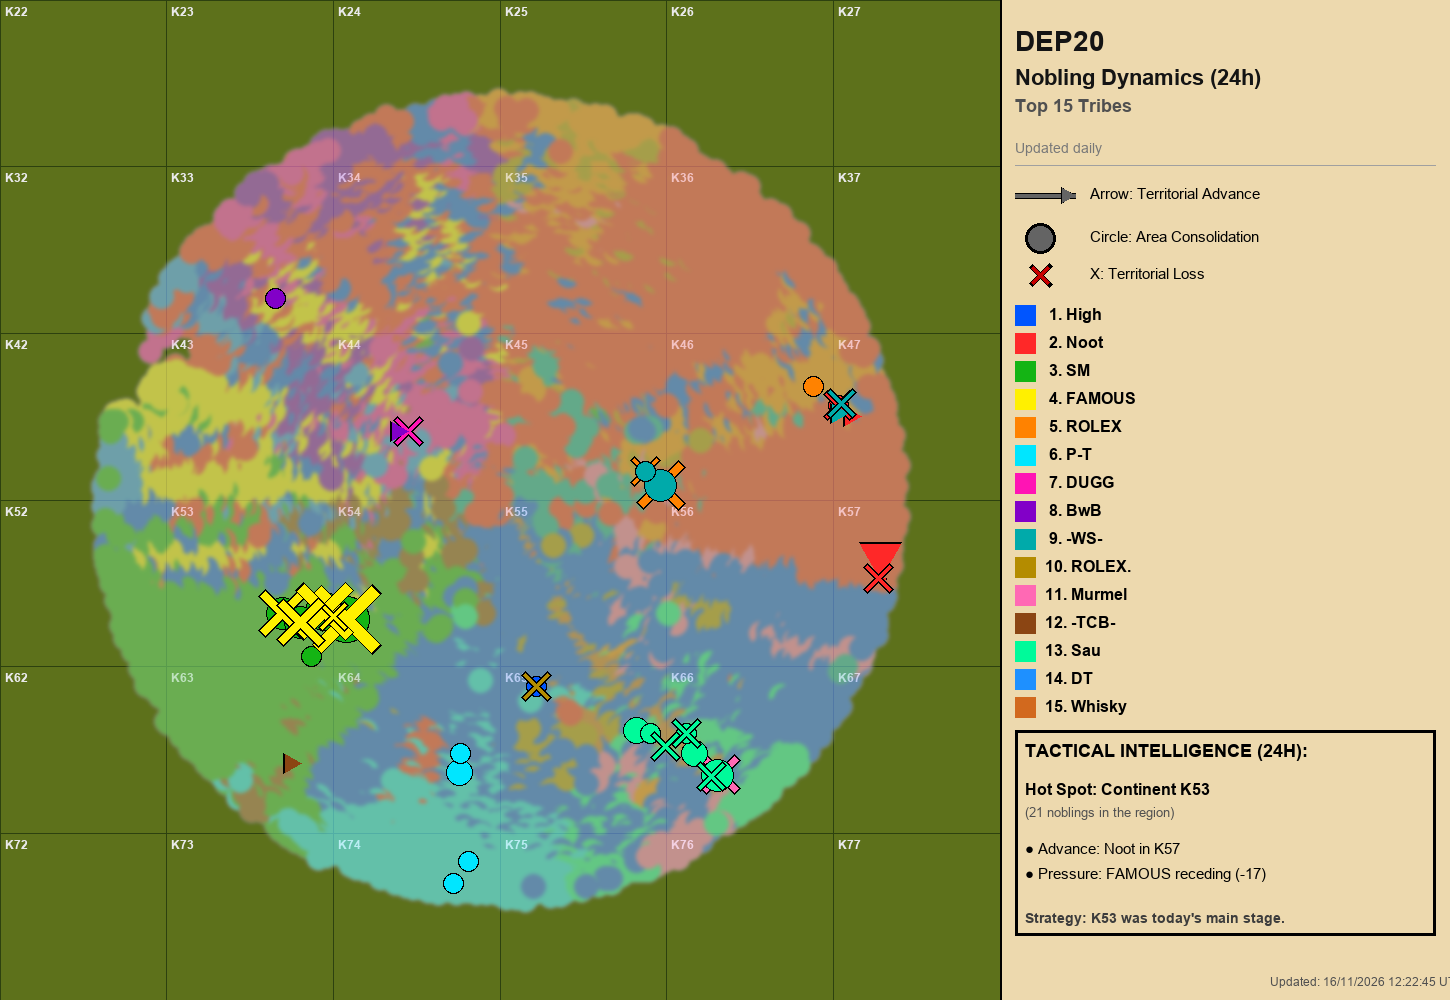 K22 K23 K24 K25 K26 K27
K32 K33 K34 K35 K36 K37
K42 K43 K44 K45 K46 K47
K52 K53 K54 K55 K56 K57
K62 K63 K64 K65 K66 K67
K72 K73 K74 K75 K76 K77
DEP20
Nobling Dynamics (24h)
Top 15 Tribes
Updated daily
Arrow: Territorial Advance
Circle: Area Consolidation
X: Territorial Loss
1. High
2. Noot
3. SM
4. FAMOUS
5. ROLEX
6. P-T
7. DUGG
8. BwB
9. -WS-
10. ROLEX.
11. Murmel
12. -TCB-
13. Sau
14. DT
15. Whisky
TACTICAL INTELLIGENCE (24H):
Hot Spot: Continent K53
(21 noblings in the region)
● Advance: Noot in K57
● Pressure: FAMOUS receding (-17)
Strategy: K53 was today's main stage.
Updated: 16/11/2026 12:22:45 U